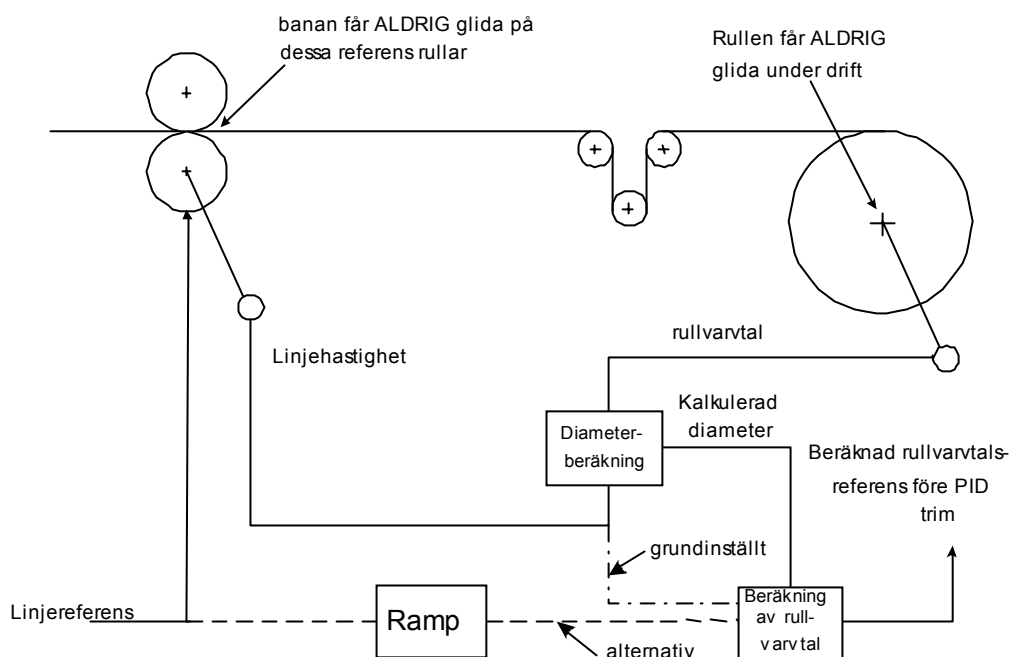 banan får ALDRIG glida på
dessa referens rullar
Rullen får ALDRIG
glida under drift
Linjehastighet
rullvarvtal
Kalkulerad
diameter
Diameter-
beräkning
Beräknad rullvarvtals-
referens före PID
trim
grundinställt
Linjereferens
Ramp
Beräkning
av rull-
varvtal
alternativ